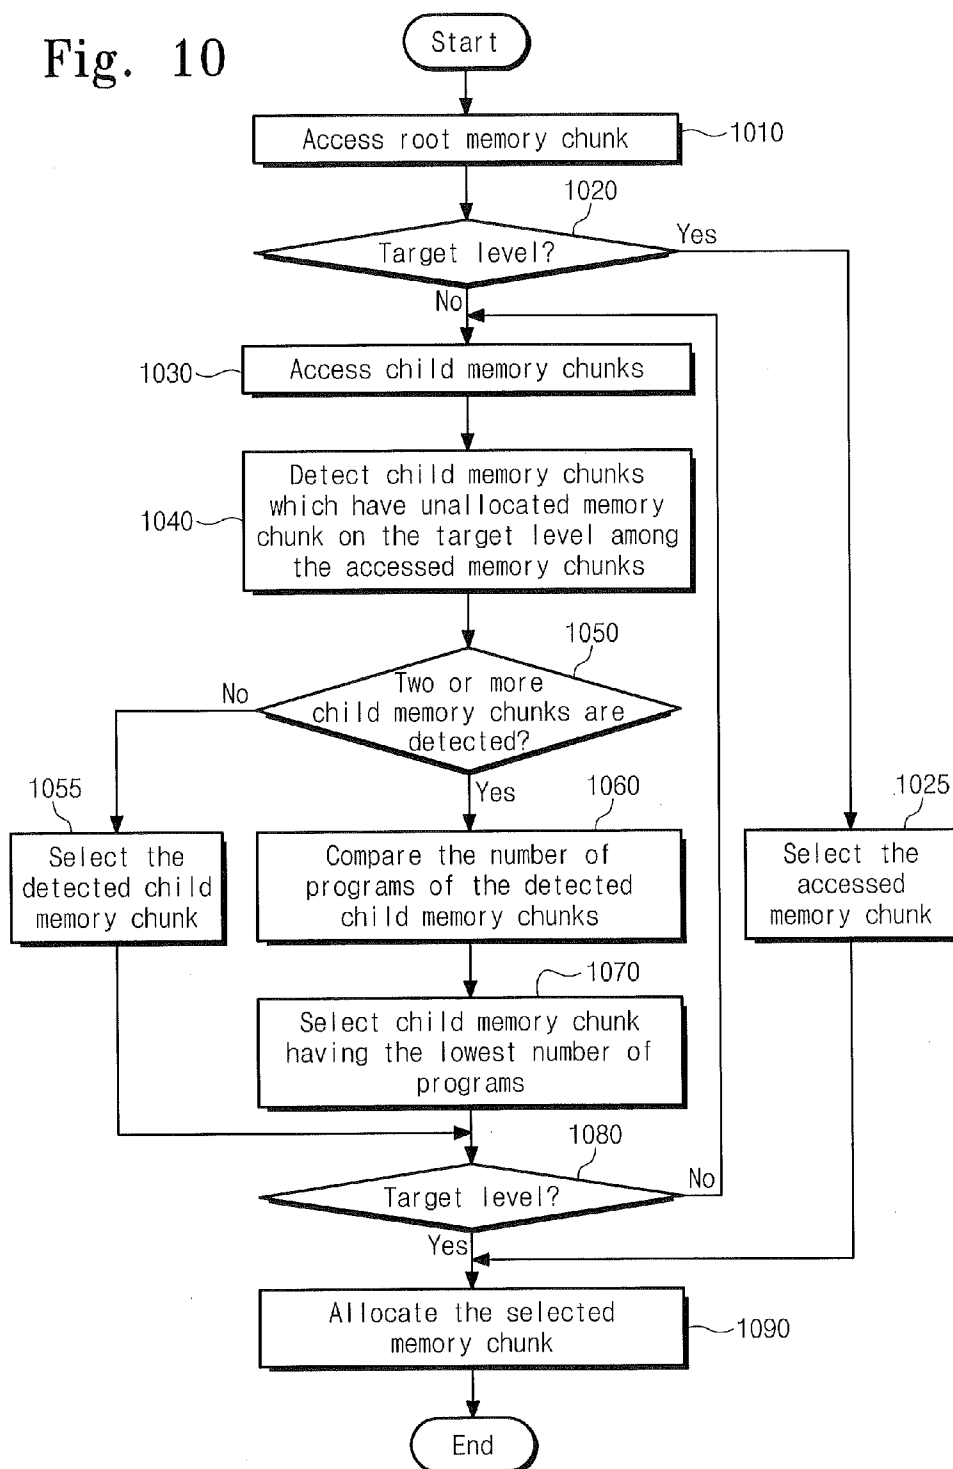 Fig. 10
Start
Access root memory chunk
1010
1020
Target level?
Yes
No
1030
Access child memory chunks
1040
Detect child memory chunks
which have unallocated memory
chunk on the target level among
the accessed memory chunks
1050
No
Two or more
child memory chunks are
detected?
Yes
1055
Select the
detected child
memory chunk
1060
Compare the number of
programs of the detected
child memory chunks
1025
Select the
accessed
memory chunk
1070
Select child memory chunk
having the lowest number of
programs
1080
Target level?
No
Yes
Allocate the selected
memory chunk
1090
End